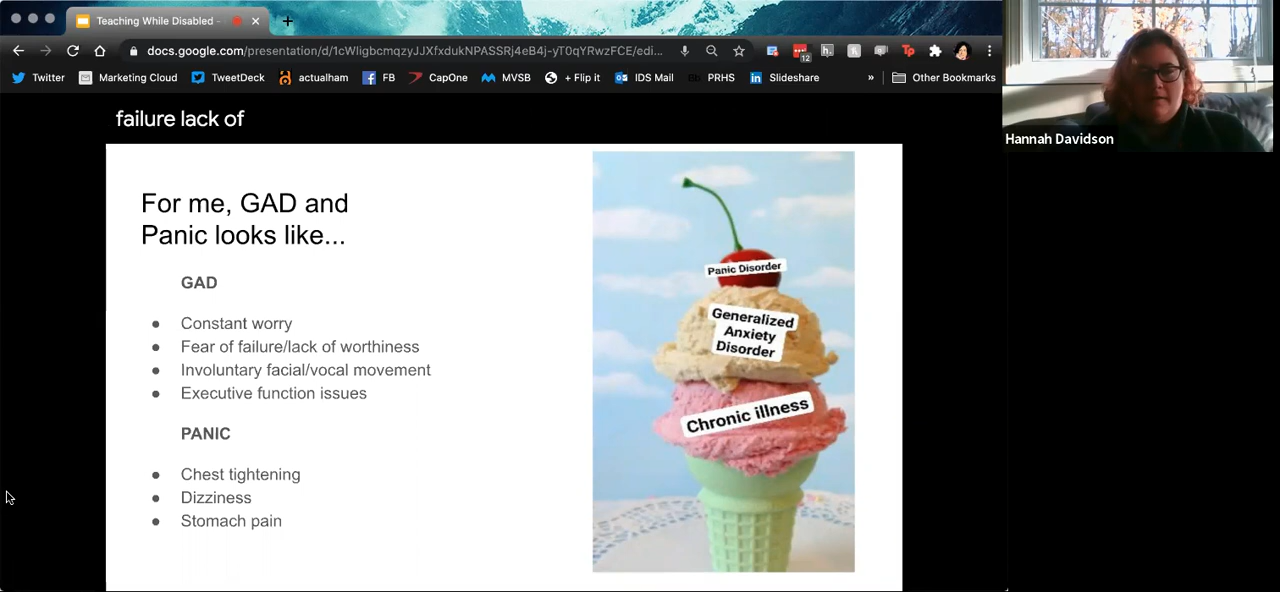 Teaching While Disabled -
docs.google.com/presentation/d/1cWligbcmqzyJJXfxdukNPASSRj4eB4j-yT0qYRwzFCE/edi...
12
Twitter Marketing Cloud TweetDeck actualham FB CapOne MVSB + Flip it IDS Mail Bb PRHS Slideshare » Other Bookmarks
Hannah Davidson
failure lack of
For me, GAD and
Panic looks like...
GAD
● Constant worry
● Fear of failure/lack of worthiness
● Involuntary facial/vocal movement
● Executive function issues
PANIC
● Chest tightening
● Dizziness
● Stomach pain
Panic Disorder
Generalized
Anxiety
Disorder
Chronic illness